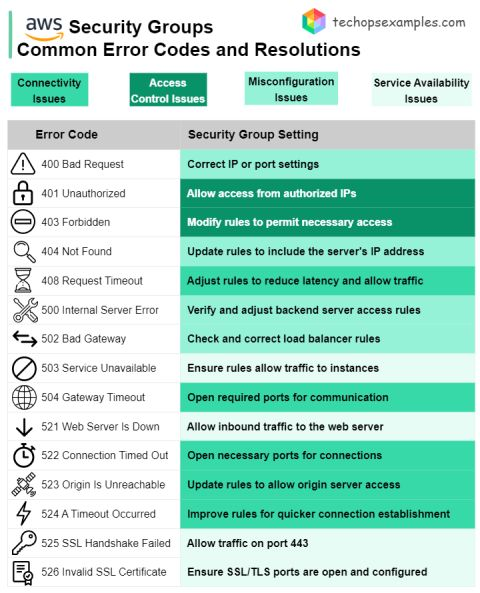 aws Security Groups
techopsexamples.com
Common Error Codes and Resolutions
Connectivity Issues
Access Control Issues
Misconfiguration Issues
Service Availability Issues
Error Code Security Group Setting
400 Bad Request Correct IP or port settings
401 Unauthorized Allow access from authorized IPs
403 Forbidden Modify rules to permit necessary access
404 Not Found Update rules to include the server's IP address
408 Request Timeout Adjust rules to reduce latency and allow traffic
500 Internal Server Error Verify and adjust backend server access rules
502 Bad Gateway Check and correct load balancer rules
503 Service Unavailable Ensure rules allow traffic to instances
504 Gateway Timeout Open required ports for communication
521 Web Server Is Down Allow inbound traffic to the web server
522 Connection Timed Out Open necessary ports for connections
523 Origin Is Unreachable Update rules to allow origin server access
524 A Timeout Occurred Improve rules for quicker connection establishment
525 SSL Handshake Failed Allow traffic on port 443
526 Invalid SSL Certificate Ensure SSL/TLS ports are open and configured